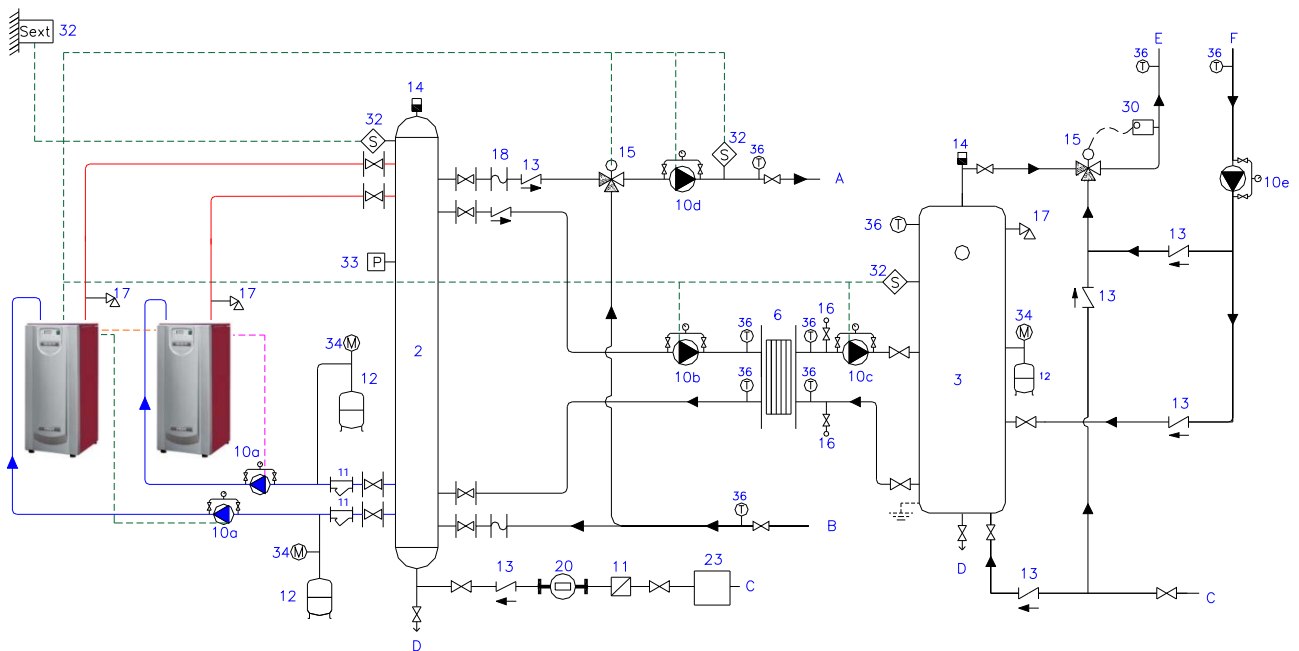 Sext 32
E F
36 T 36 T
14
32 S
30
15
18 13 15 32 S 36 T
14
10d A
10e
36 T 17
33 P
13
32 S
17 17
13
34 M 12
2
36 T 6 36 T 16
10b 10c
3
34 M
12
36 T 36 T
16
13
10a
11
11
10a
36 T
B
34 M
12
13 20 11 23 C
D
D
13
C